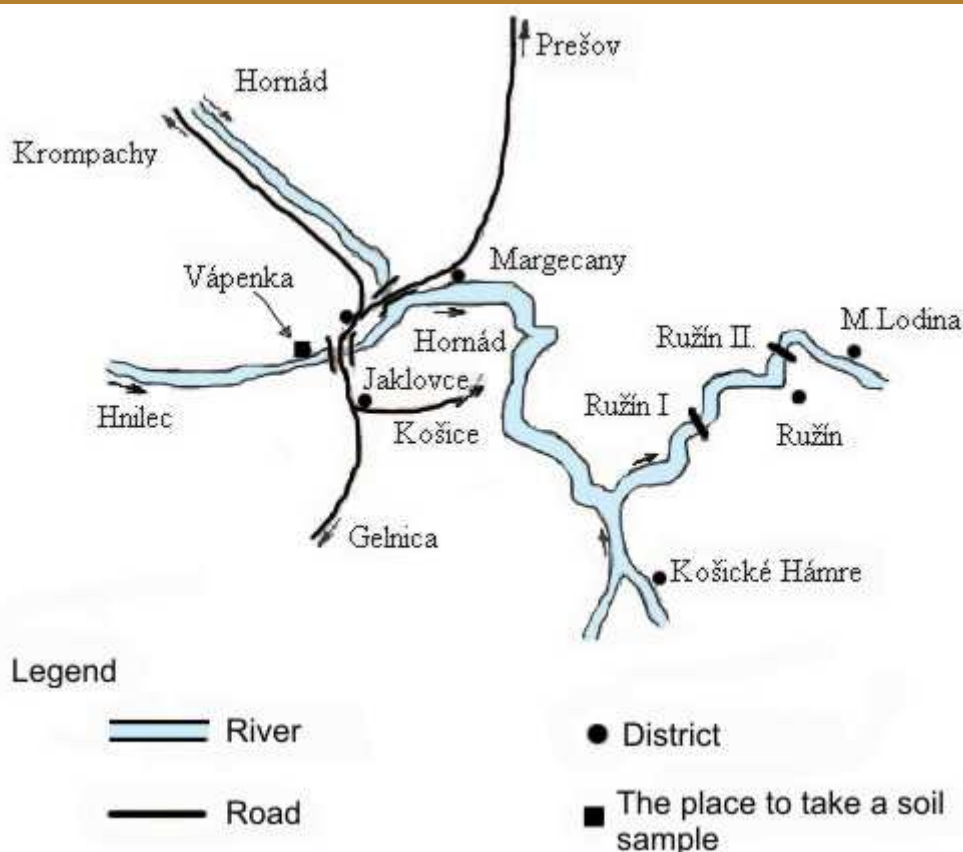 Prešov
Hornád
Krompachy
Margecany
Vápenka
M.Lodina
Ružín II.
Hornád
Jaklovce
Ružín I
Hnilec
Košice
Ružín
Gelnica
Košické Hámre
Legend
River
District
Road
The place to take a soil
sample